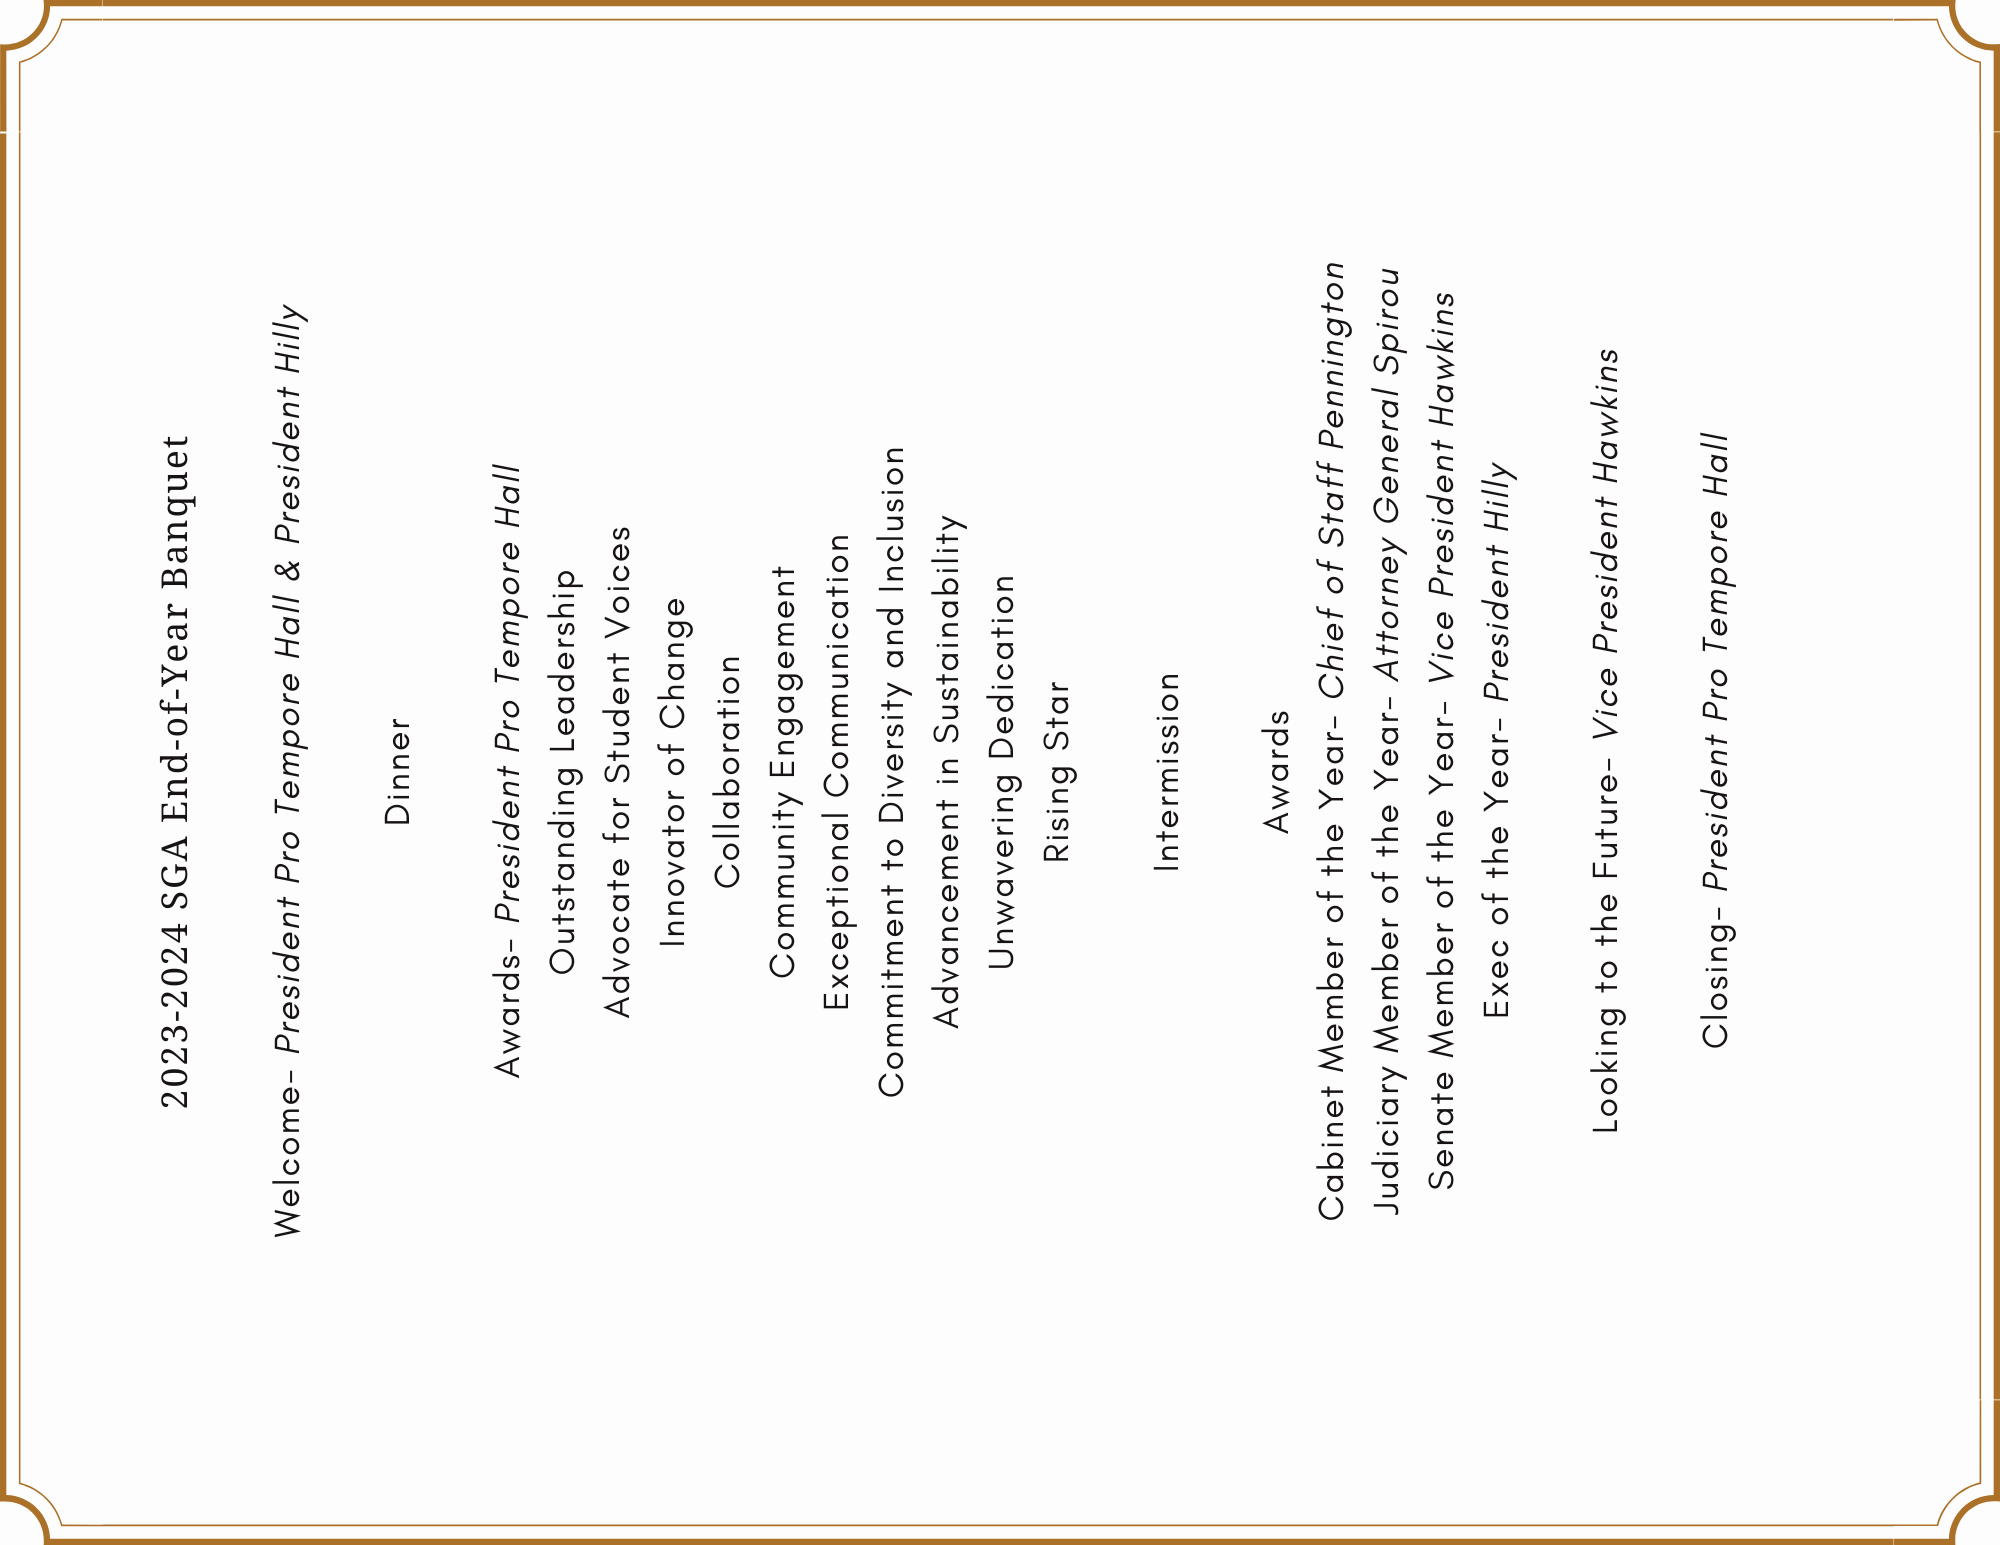 2023-2024 SGA End-of-Year Banquet
Welcome- President Pro Tempore Hall & President Hilly
Dinner
Awards- President Pro Tempore Hall
Outstanding Leadership
Advocate for Student Voices
Innovator of Change
Collaboration
Community Engagement
Exceptional Communication
Commitment to Diversity and Inclusion
Advancement in Sustainability
Unwavering Dedication
Rising Star
Intermission
Awards
Cabinet Member of the Year- Chief of Staff Pennington
Judiciary Member of the Year- Attorney General Spirou
Senate Member of the Year- Vice President Hawkins
Exec of the Year- President Hilly
Looking to the Future- Vice President Hawkins
Closing- President Pro Tempore Hall